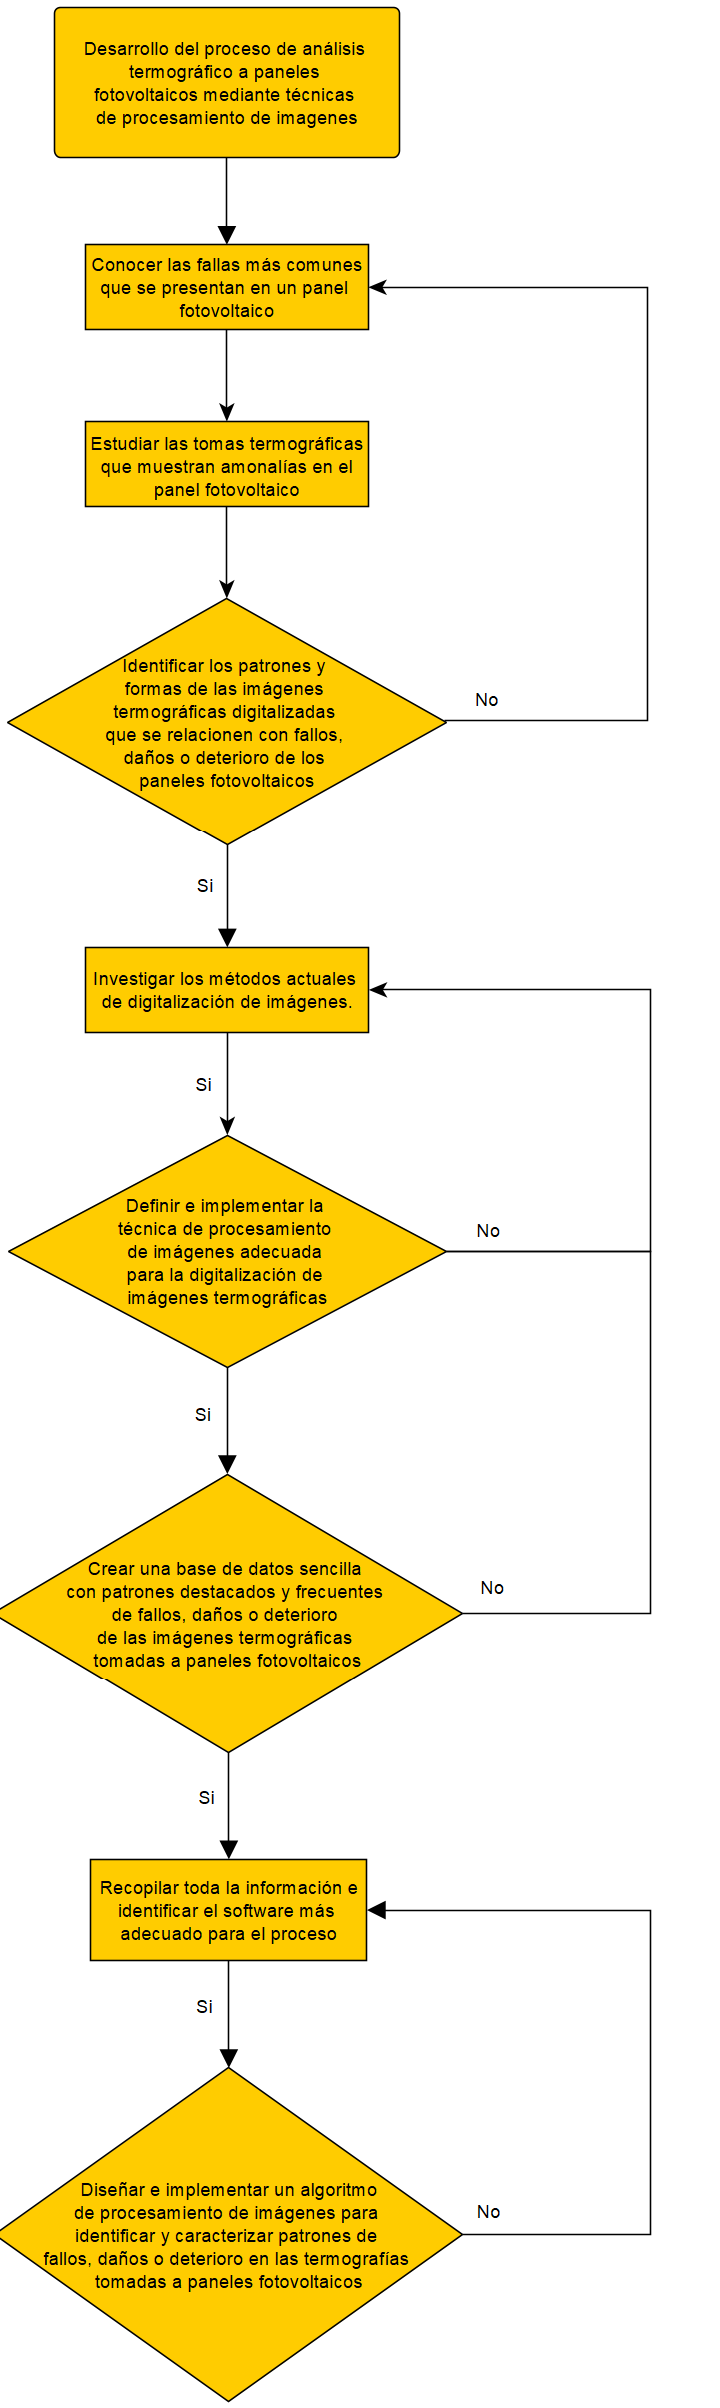 Desarrollo del proceso de análisis
termográfico a paneles
fotovoltaicos mediante técnicas
de procesamiento de imagenes
Conocer las fallas más comunes
que se presentan en un panel
fotovoltaico
Estudiar las tomas termográficas
que muestran amonalías en el
panel fotovoltaico
Identificar los patrones y
formas de las imágenes
termográficas digitalizadas
que se relacionen con fallos,
daños o deterioro de los
paneles fotovoltaicos
No
Si
Investigar los métodos actuales
de digitalización de imágenes.
Si
Definir e implementar la
técnica de procesamiento
de imágenes adecuada
para la digitalización de
imágenes termográficas
No
Si
Crear una base de datos sencilla
con patrones destacados y frecuentes
de fallos, daños o deterioro
de las imágenes termográficas
tomadas a paneles fotovoltaicos
No
Si
Recopilar toda la información e
identificar el software más
adecuado para el proceso
Si
Diseñar e implementar un algoritmo
de procesamiento de imágenes para
identificar y caracterizar patrones de
fallos, daños o deterioro en las termografías
tomadas a paneles fotovoltaicos
No